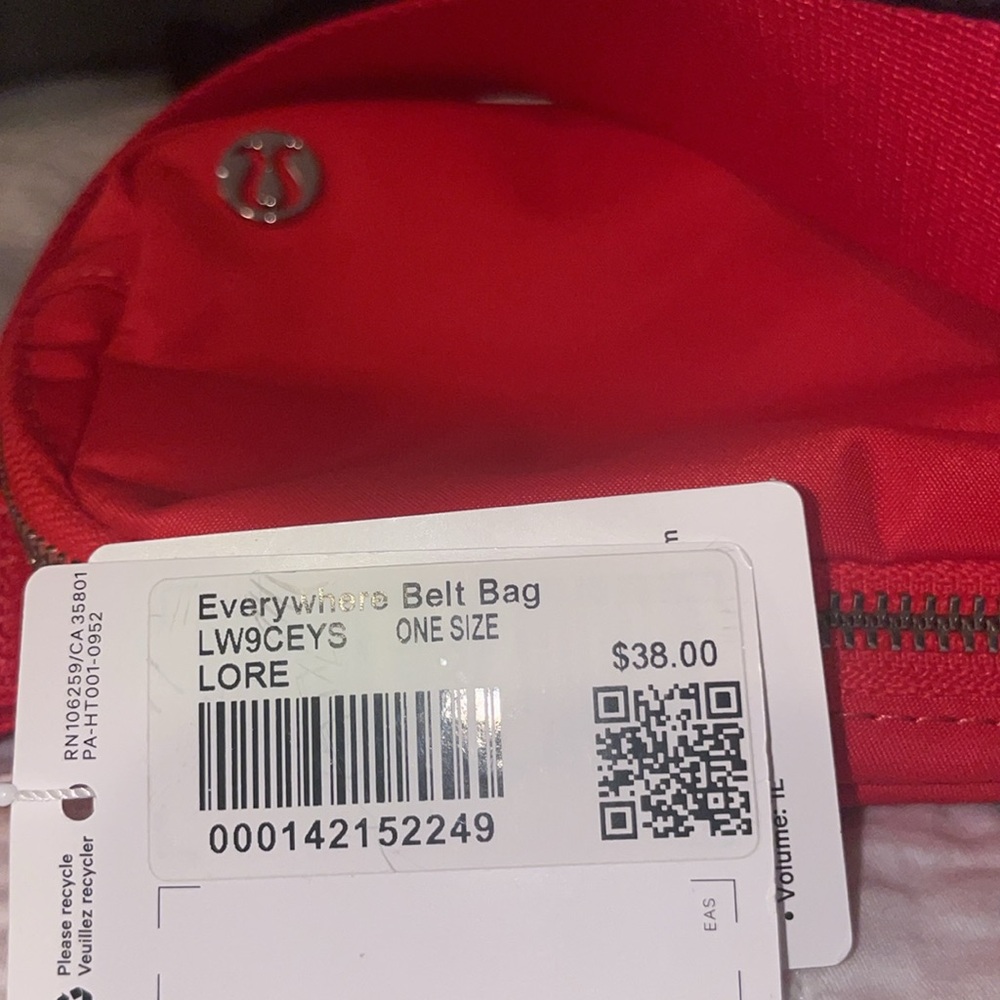 Everywhere Belt Bag
LW9CEYS ONE SIZE
LORE
$38.00
000142152249
EAS
RN106259/CA 35801
PA-HT001-0952
Please recycle
Veuillez recycler
• Volume: 1L